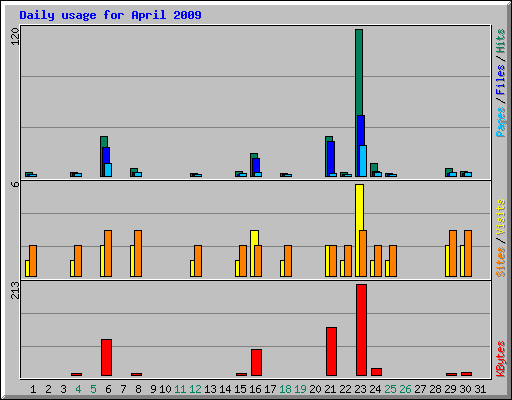 Daily usage for April 2009
120
Pages / Files / Hits
6
Sites / Visits
213
KBytes
1 2 3 4 5 6 7 8 9 10 11 12 13 14 15 16 17 18 19 20 21 22 23 24 25 26 27 28 29 30 31